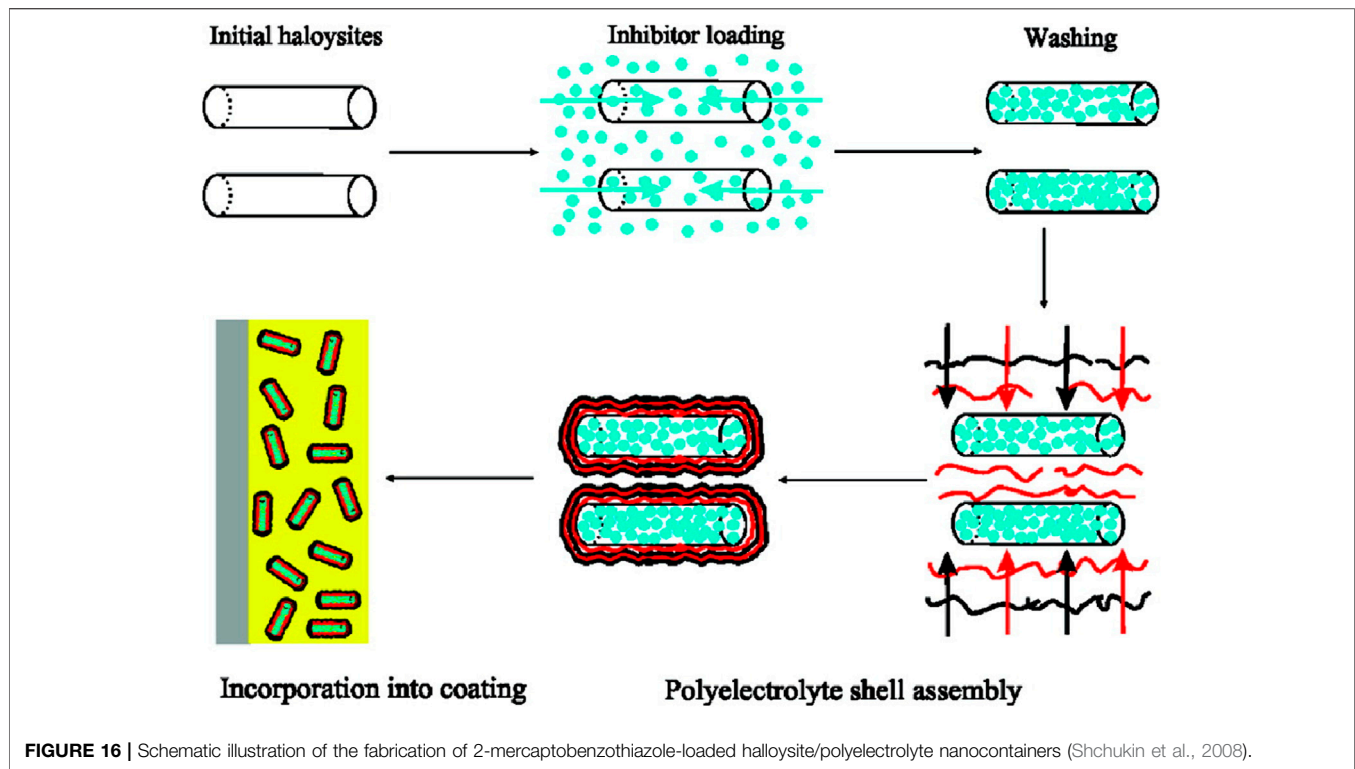 Initial haloysites
Inhibitor loading
Washing
Incorporation into coating
Polyelectrolyte shell assembly
FIGURE 16 | Schematic illustration of the fabrication of 2-mercaptobenzothiazole-loaded halloysite/polyelectrolyte nanocontainers (Shchukin et al., 2008).